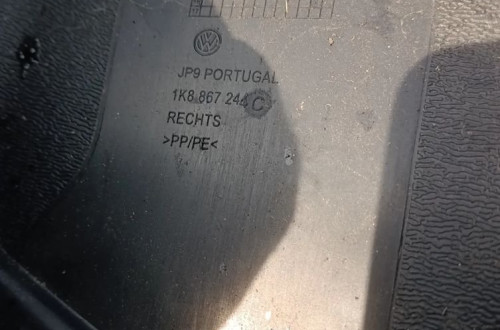 JP9 PORTUGAL
1K8 867 244 C
RECHTS
>PP/PE<